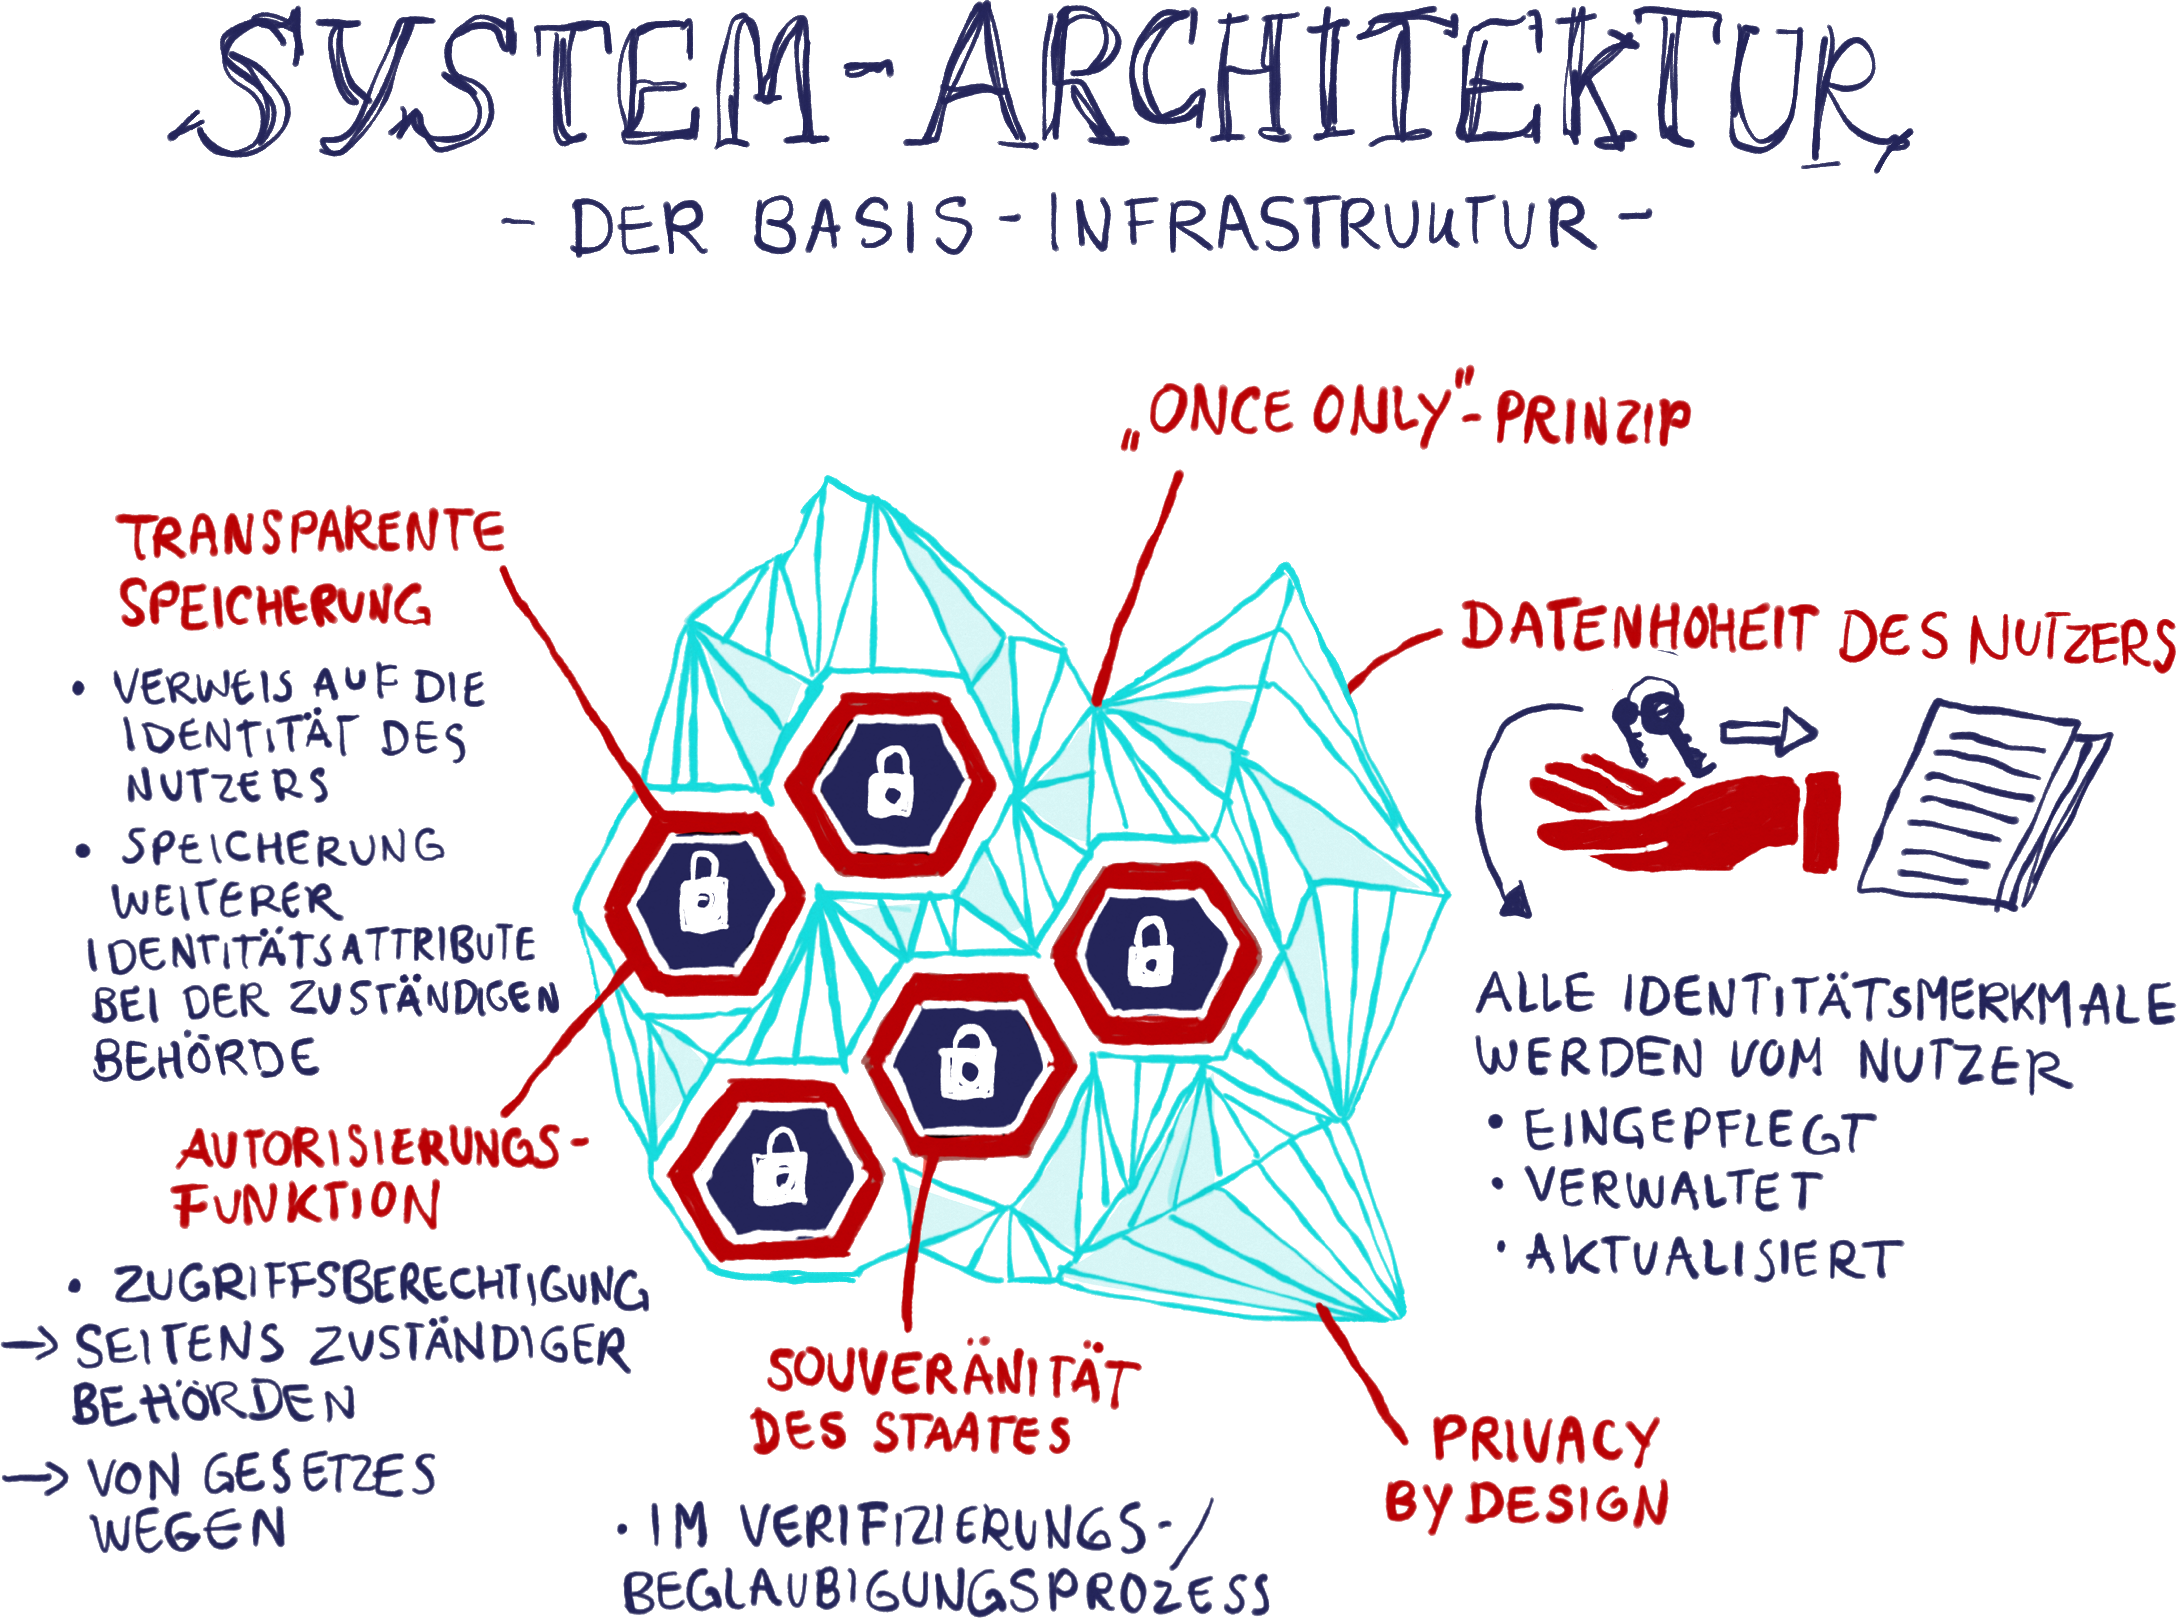 SYSTEM-ARCHITEKTUR
- DER BASIS-INFRASTRUKTUR -
„ONCE ONLY"-PRINZIP
TRANSPARENTE
SPEICHERUNG
• VERWEIS AUF DIE
IDENTITÄT DES
NUTZERS
• SPEICHERUNG
WEITERER
IDENTITÄTSATTRIBUTE
BEI DER ZUSTÄNDIGEN
BEHÖRDE
AUTORISIERUNGS-
FUNKTION
• ZUGRIFFSBERECHTIGUNG
→ SEITENS ZUSTÄNDIGER
BEHÖRDEN
→ VON GESETZES
WEGEN
SOUVERÄNITÄT
DES STAATES
• IM VERIFIZIERUNGS-/
BEGLAUBIGUNGSPROZESS
DATENHOHEIT DES NUTZERS
ALLE IDENTITÄTSMERKMALE
WERDEN VOM NUTZER
• EINGEPFLEGT
• VERWALTET
• AKTUALISIERT
PRIVACY
BY DESIGN